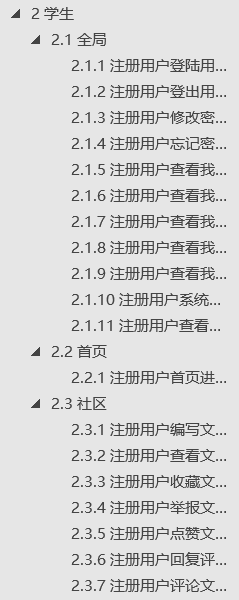 2 学生
2.1 全局
2.1.1 注册用户登陆用...
2.1.2 注册用户登出用...
2.1.3 注册用户修改密...
2.1.4 注册用户忘记密...
2.1.5 注册用户查看我...
2.1.6 注册用户查看我...
2.1.7 注册用户查看我...
2.1.8 注册用户查看我...
2.1.9 注册用户查看我...
2.1.10 注册用户系统...
2.1.11 注册用户查看...
2.2 首页
2.2.1 注册用户首页进...
2.3 社区
2.3.1 注册用户编写文...
2.3.2 注册用户查看文...
2.3.3 注册用户收藏文...
2.3.4 注册用户举报文...
2.3.5 注册用户点赞文...
2.3.6 注册用户回复评...
2.3.7 注册用户评论文...